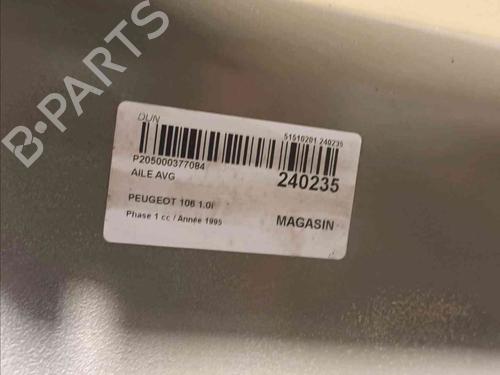 B-PARTS
DUN
51510201 240235
P205000377084
AILE AVG
240235
PEUGEOT 106 1.0i
Phase 1 cc / Année 1995
MAGASIN